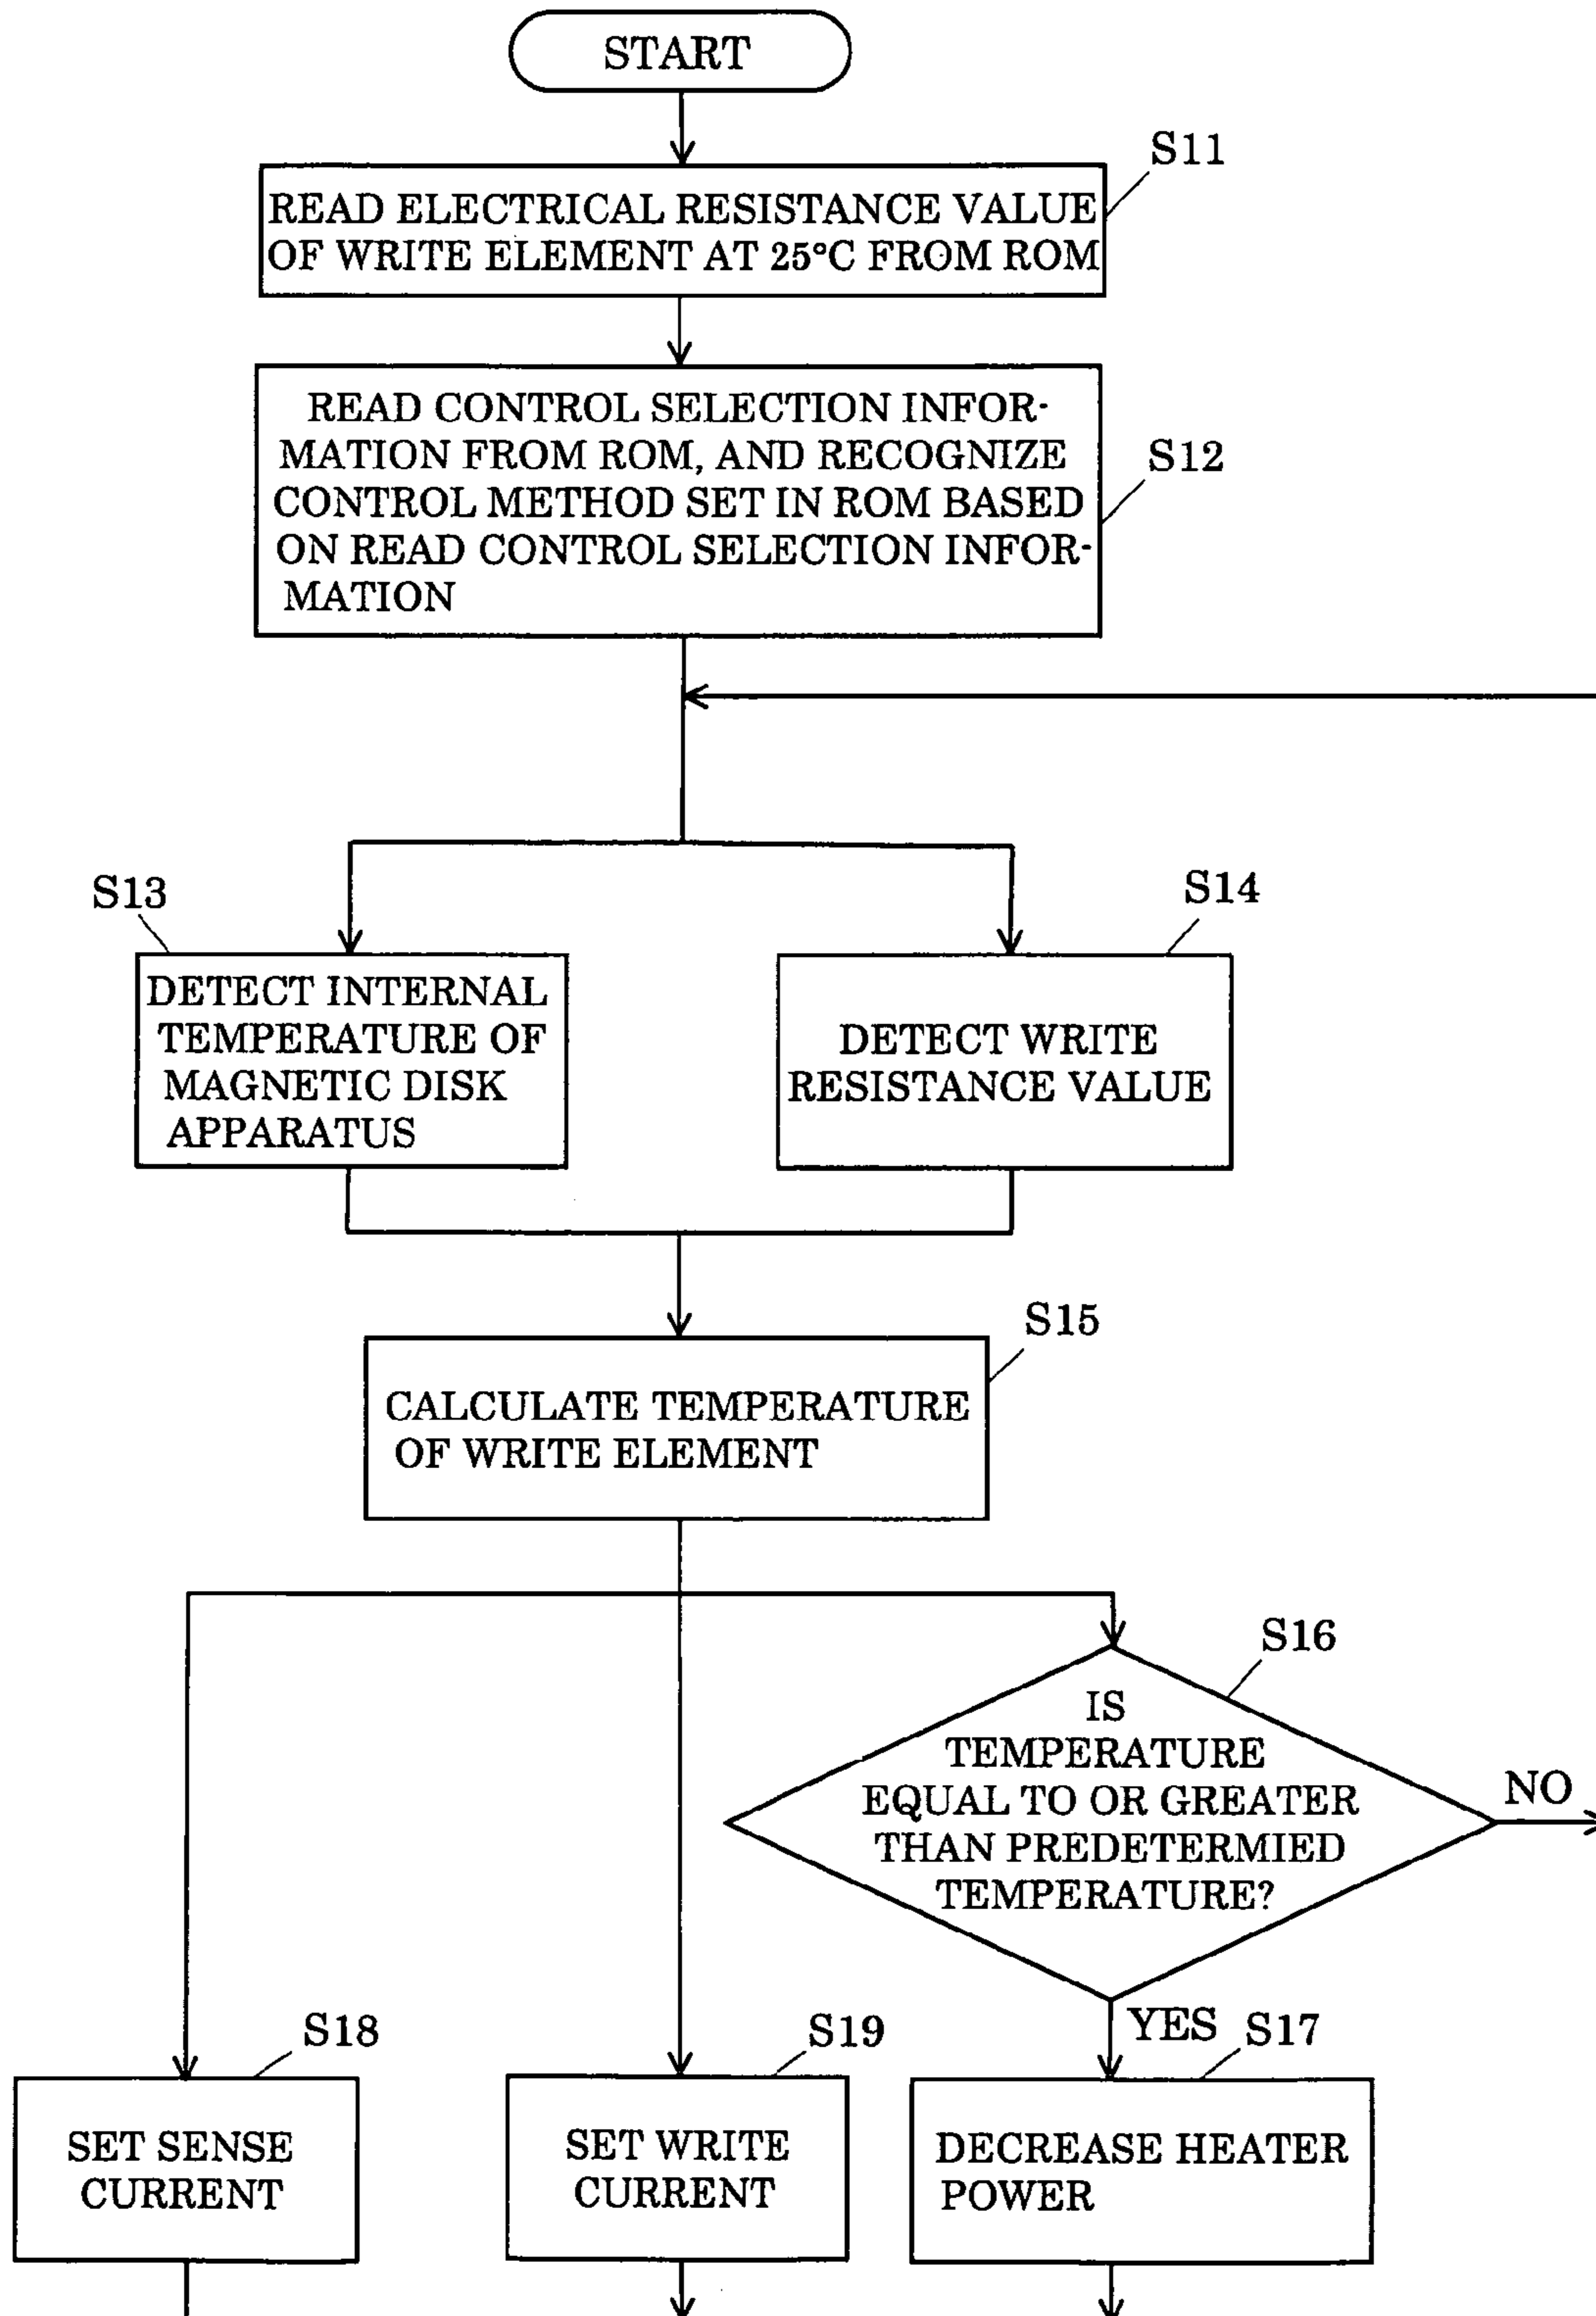 START
S11
READ ELECTRICAL RESISTANCE VALUE
OF WRITE ELEMENT AT 25°C FROM ROM
READ CONTROL SELECTION INFOR-
MATION FROM ROM, AND RECOGNIZE
S12
CONTROL METHOD SET IN ROM BASED
ON READ CONTROL SELECTION INFOR-
MATION
S13
S14
DETECT INTERNAL
TEMPERATURE OF
MAGNETIC DISK
APPARATUS
DETECT WRITE
RESISTANCE VALUE
S15
CALCULATE TEMPERATURE
OF WRITE ELEMENT
S16
IS
TEMPERATURE
EQUAL TO OR GREATER
THAN PREDETERMIED
TEMPERATURE?
NO
YES
S18
S19
S17
SET SENSE
CURRENT
SET WRITE
CURRENT
DECREASE HEATER
POWER